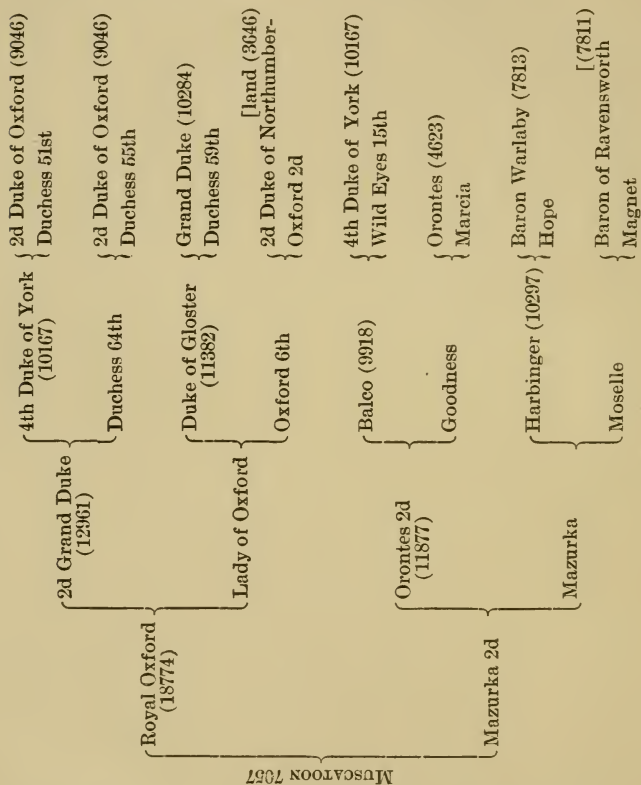 MUSCATOON 7057
Royal Oxford
(18774)
Mazurka 2d
2d Grand Duke
(12961)
Lady of Oxford
Orontes 2d
(11877)
Mazurka
4th Duke of York
(10167)
Duchess 64th
Duke of Gloster
(11382)
Oxford 6th
Balco (9918)
Goodness
Harbinger (10297)
Moselle
2d Duke of Oxford (9046)
Duchess 51st
2d Duke of Oxford (9046)
Duchess 55th
Grand Duke (10284)
Duchess 59th
[land (3646)
2d Duke of Northumber-
Oxford 2d
4th Duke of York (10167)
Wild Eyes 15th
Orontes (4623)
Marcia
Baron Warlaby (7813)
Hope
[(7811)
Baron of Ravensworth
Magnet